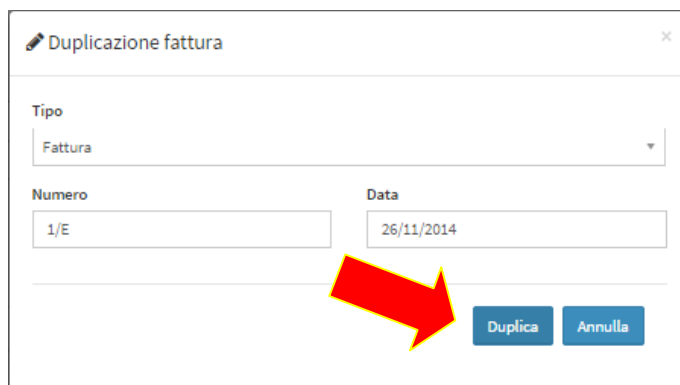 Duplicazione fattura
Tipo
Fattura
Numero
Data
1/E
26/11/2014
Duplica
Annulla